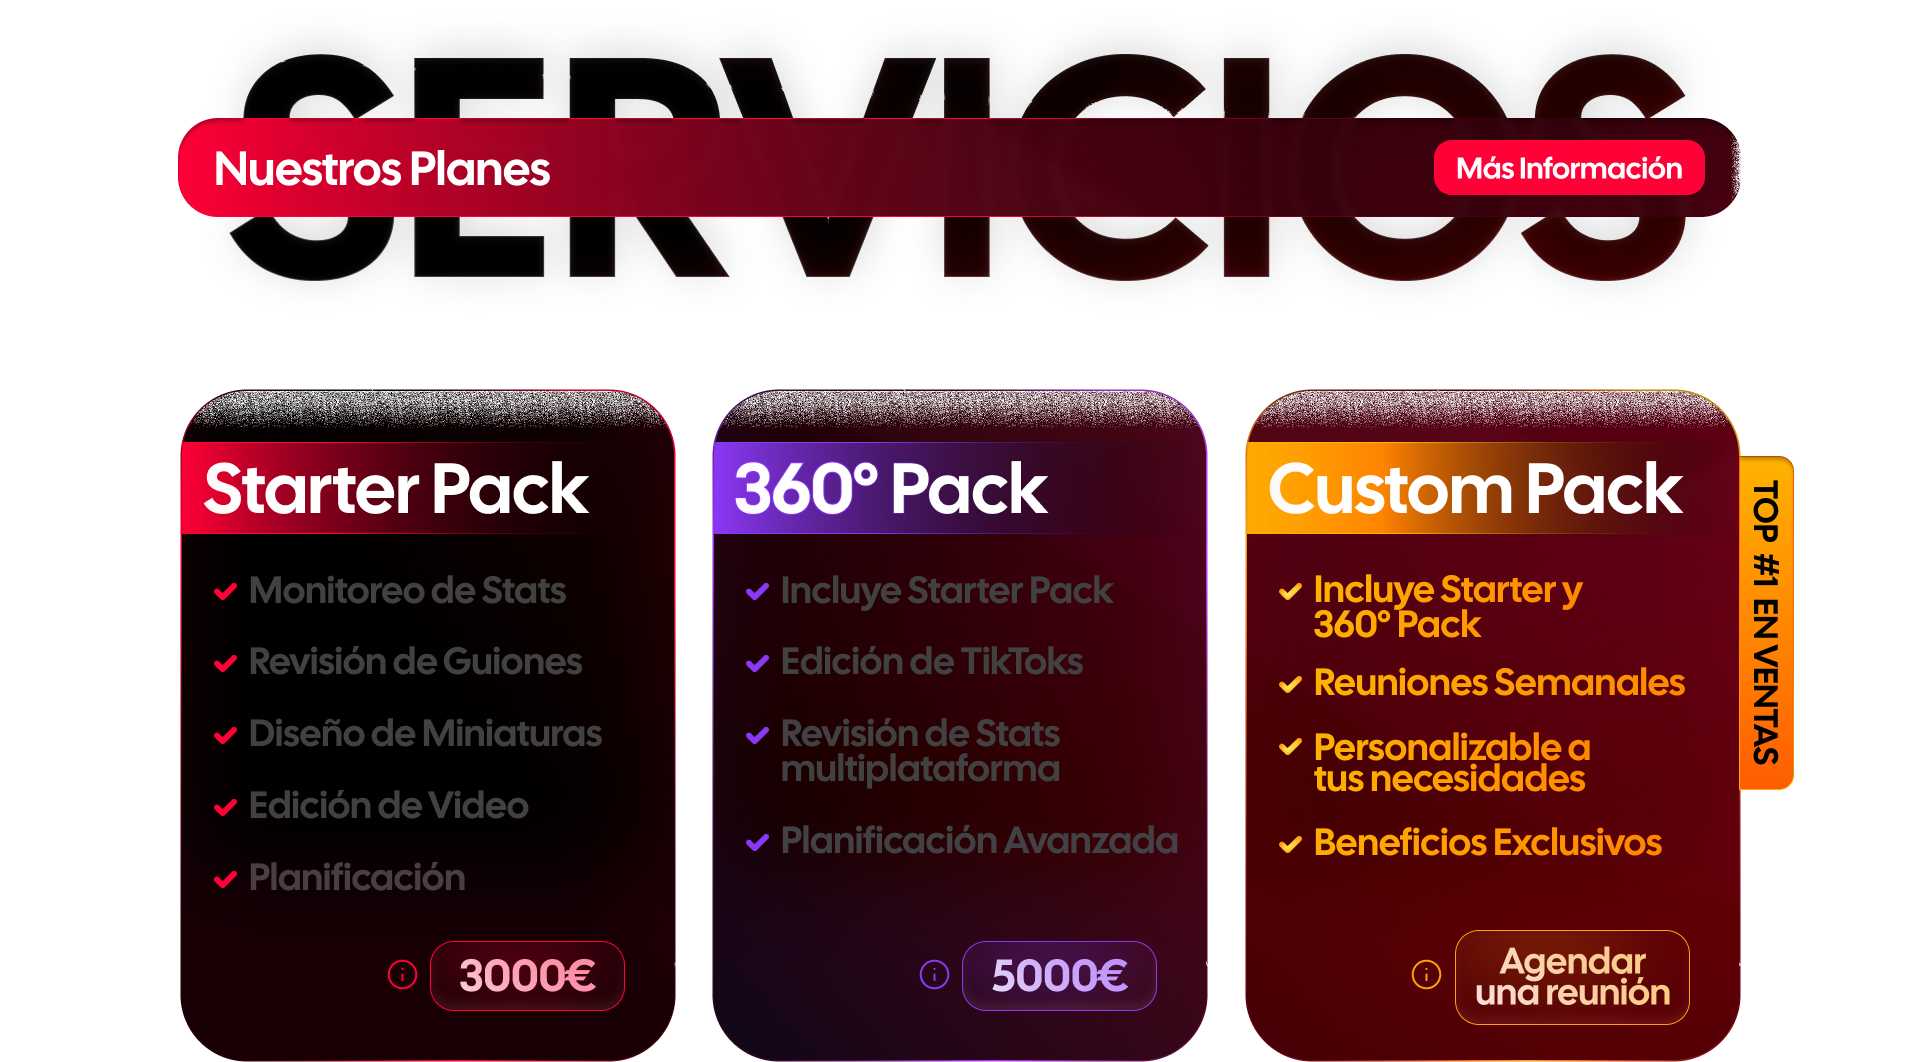 SERVICIOS
Nuestros Planes
Más Información
Starter Pack
Monitoreo de Stats
Revisión de Guiones
Diseño de Miniaturas
Edición de Video
Planificación
3000€
360° Pack
Incluye Starter Pack
Edición de TikToks
Revisión de Stats
multiplataforma
Planificación Avanzada
5000€
Custom Pack
Incluye Starter y
360° Pack
Reuniones Semanales
Personalizable a
tus necesidades
Beneficios Exclusivos
Agendar
una reunión
TOP #1 EN VENTAS